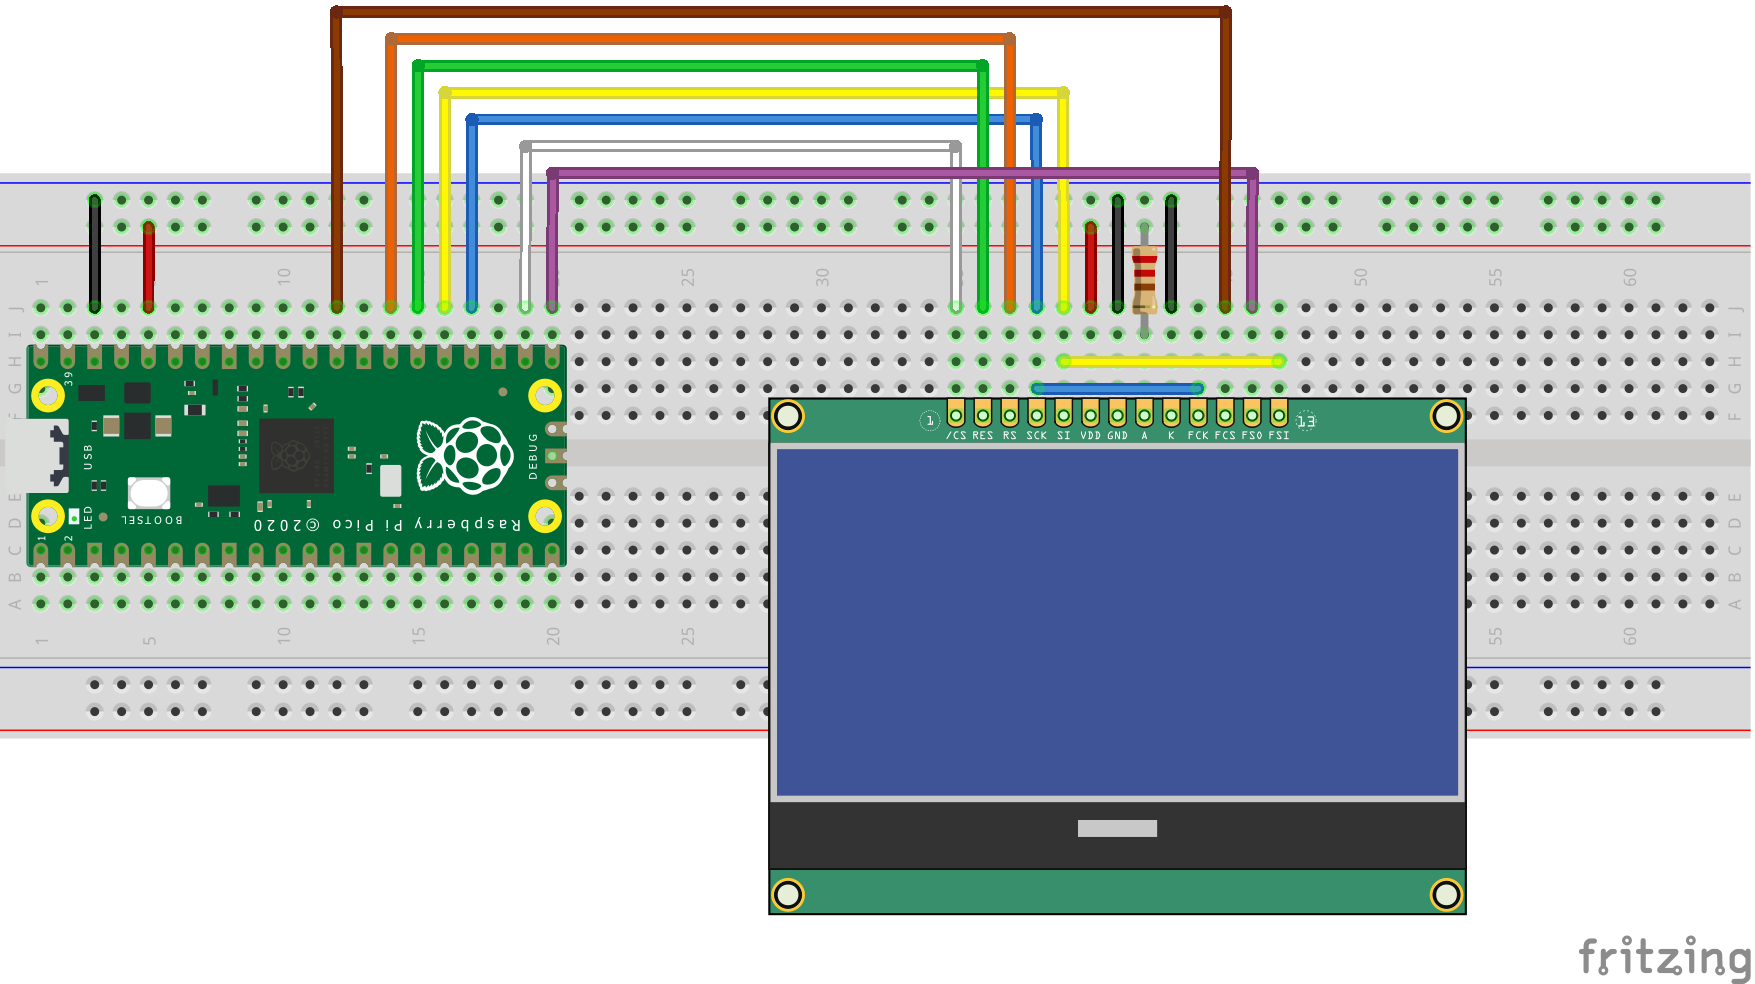 1 10 25 30 50 55 60
J J
I I
H H
G G
F F
39
1 /CS RES RS SCK SI VDD GND A K FCK FCS FSO FSI 13
USB
DEBUG
BOOTSEL
LED
Raspberry Pi Pico ©2020
1 2
E E
D D
C C
B B
A A
1 5 10 15 20 25 55 60
fritzing